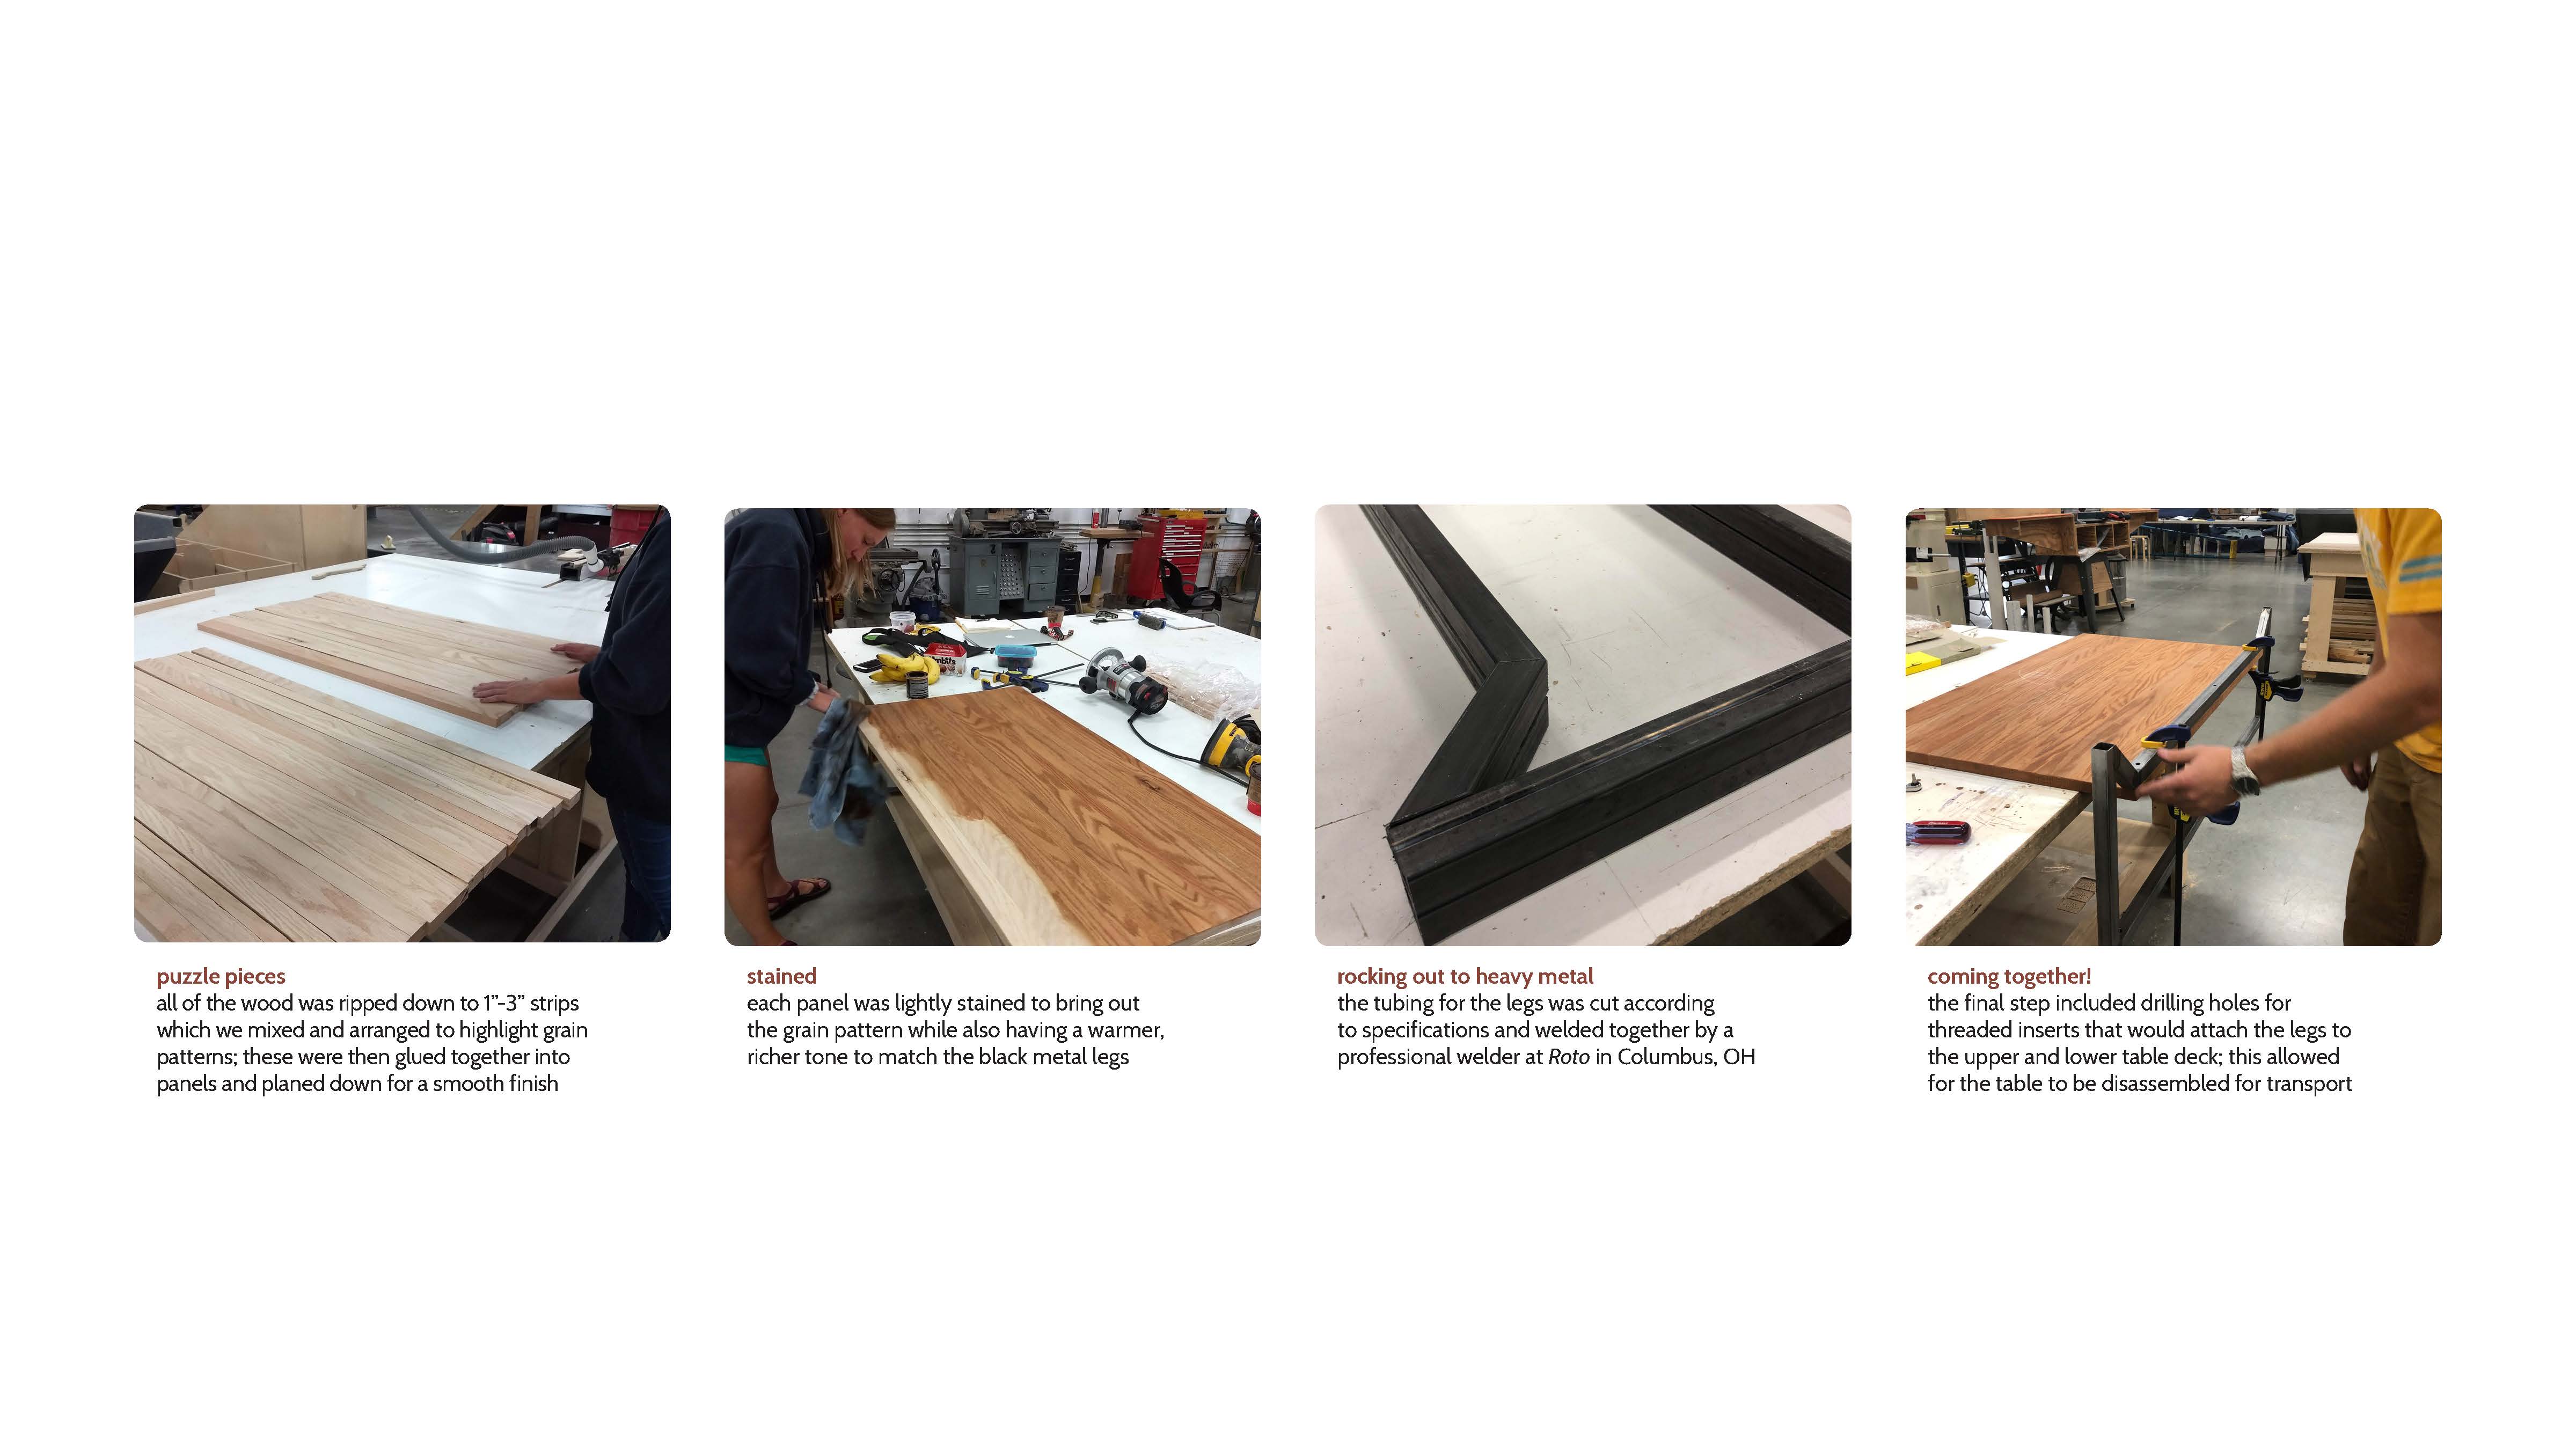 puzzle pieces
all of the wood was ripped down to 1”-3” strips
which we mixed and arranged to highlight grain
patterns; these were then glued together into
panels and planed down for a smooth finish
stained
each panel was lightly stained to bring out
the grain pattern while also having a warmer,
richer tone to match the black metal legs
rocking out to heavy metal
the tubing for the legs was cut according
to specifications and welded together by a
professional welder at Roto in Columbus, OH
coming together!
the final step included drilling holes for
threaded inserts that would attach the legs to
the upper and lower table deck; this allowed
for the table to be disassembled for transport